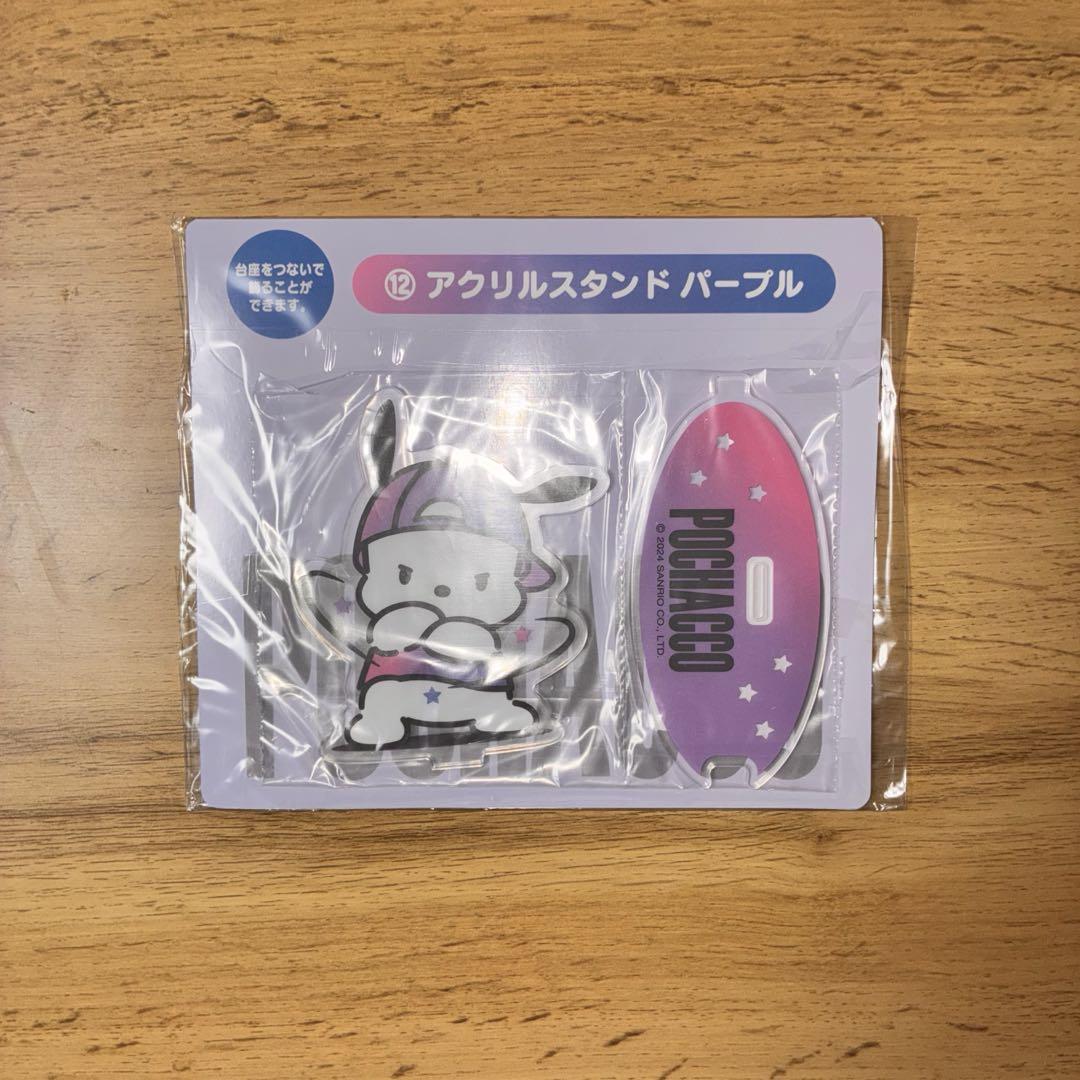 台座をつないで
飾ることが
できます。
⑫ アクリルスタンド パープル
POCHACCO
© 2024 SANRIO CO., LTD.